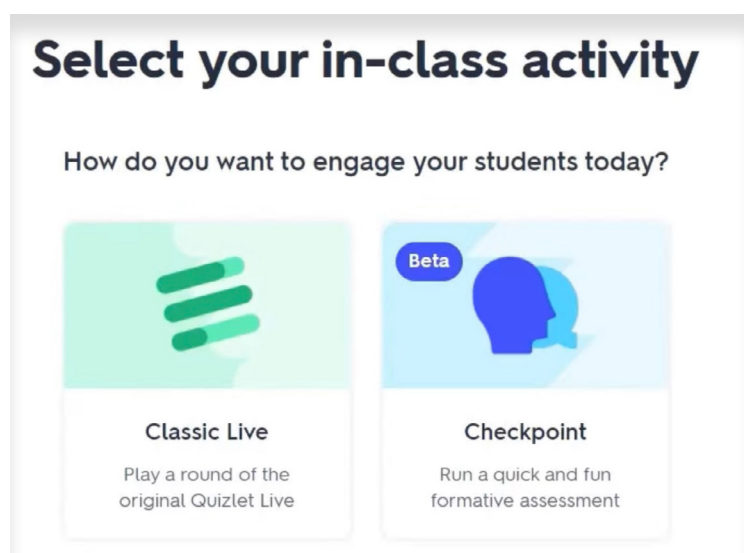 Select your in-class activity
How do you want to engage your students today?
Beta
Classic Live
Play a round of the
original Quizlet Live
Checkpoint
Run a quick and fun
formative assessment